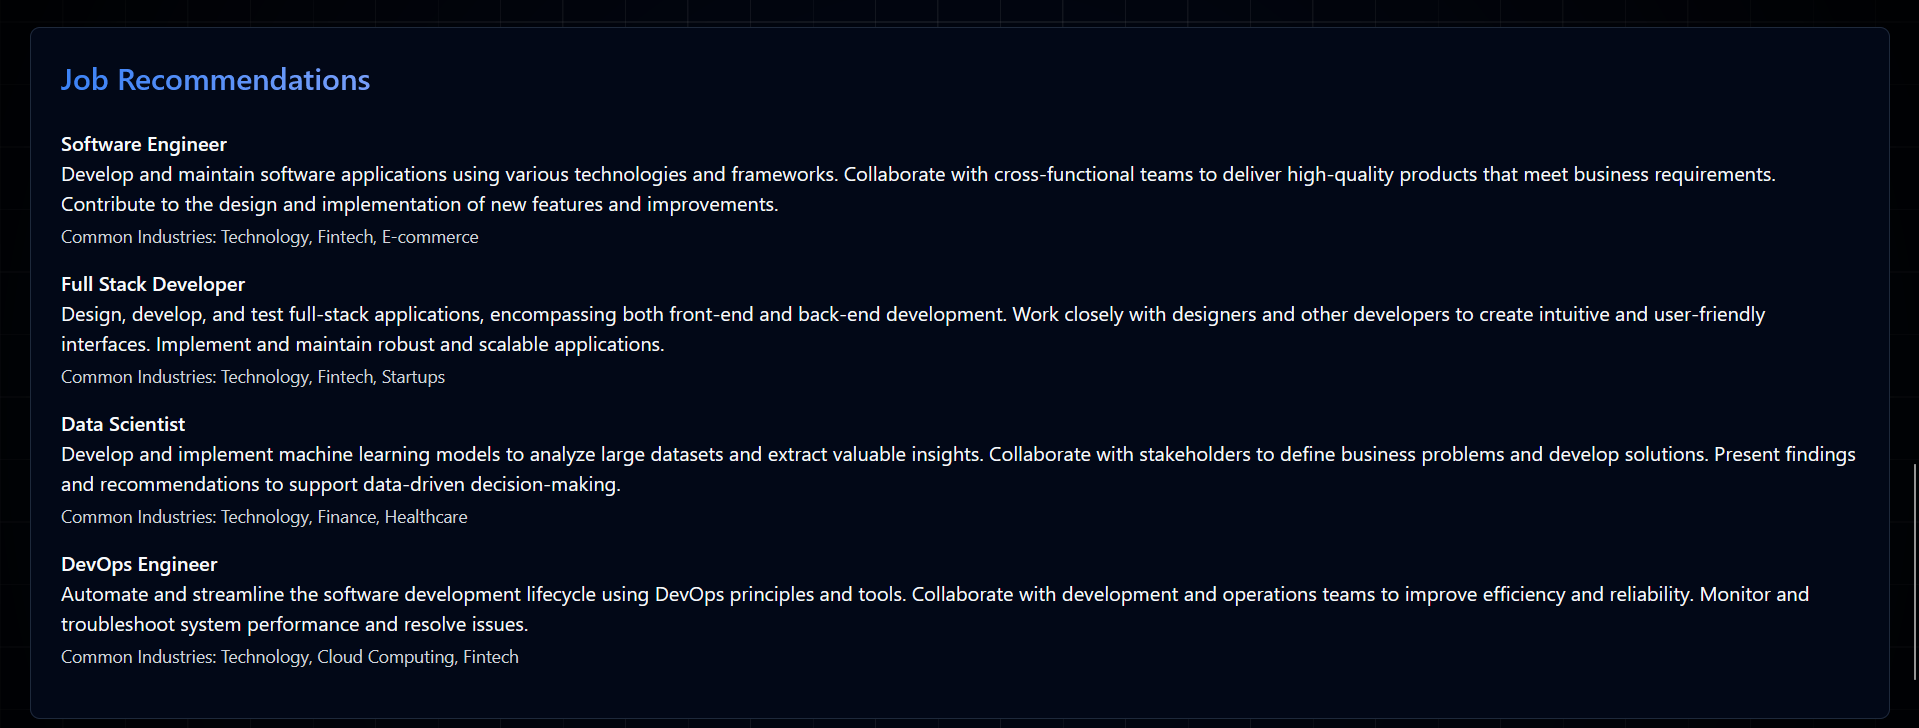 Job Recommendations
Software Engineer
Develop and maintain software applications using various technologies and frameworks. Collaborate with cross-functional teams to deliver high-quality products that meet business requirements.
Contribute to the design and implementation of new features and improvements.
Common Industries: Technology, Fintech, E-commerce
Full Stack Developer
Design, develop, and test full-stack applications, encompassing both front-end and back-end development. Work closely with designers and other developers to create intuitive and user-friendly
interfaces. Implement and maintain robust and scalable applications.
Common Industries: Technology, Fintech, Startups
Data Scientist
Develop and implement machine learning models to analyze large datasets and extract valuable insights. Collaborate with stakeholders to define business problems and develop solutions. Present findings
and recommendations to support data-driven decision-making.
Common Industries: Technology, Finance, Healthcare
DevOps Engineer
Automate and streamline the software development lifecycle using DevOps principles and tools. Collaborate with development and operations teams to improve efficiency and reliability. Monitor and
troubleshoot system performance and resolve issues.
Common Industries: Technology, Cloud Computing, Fintech